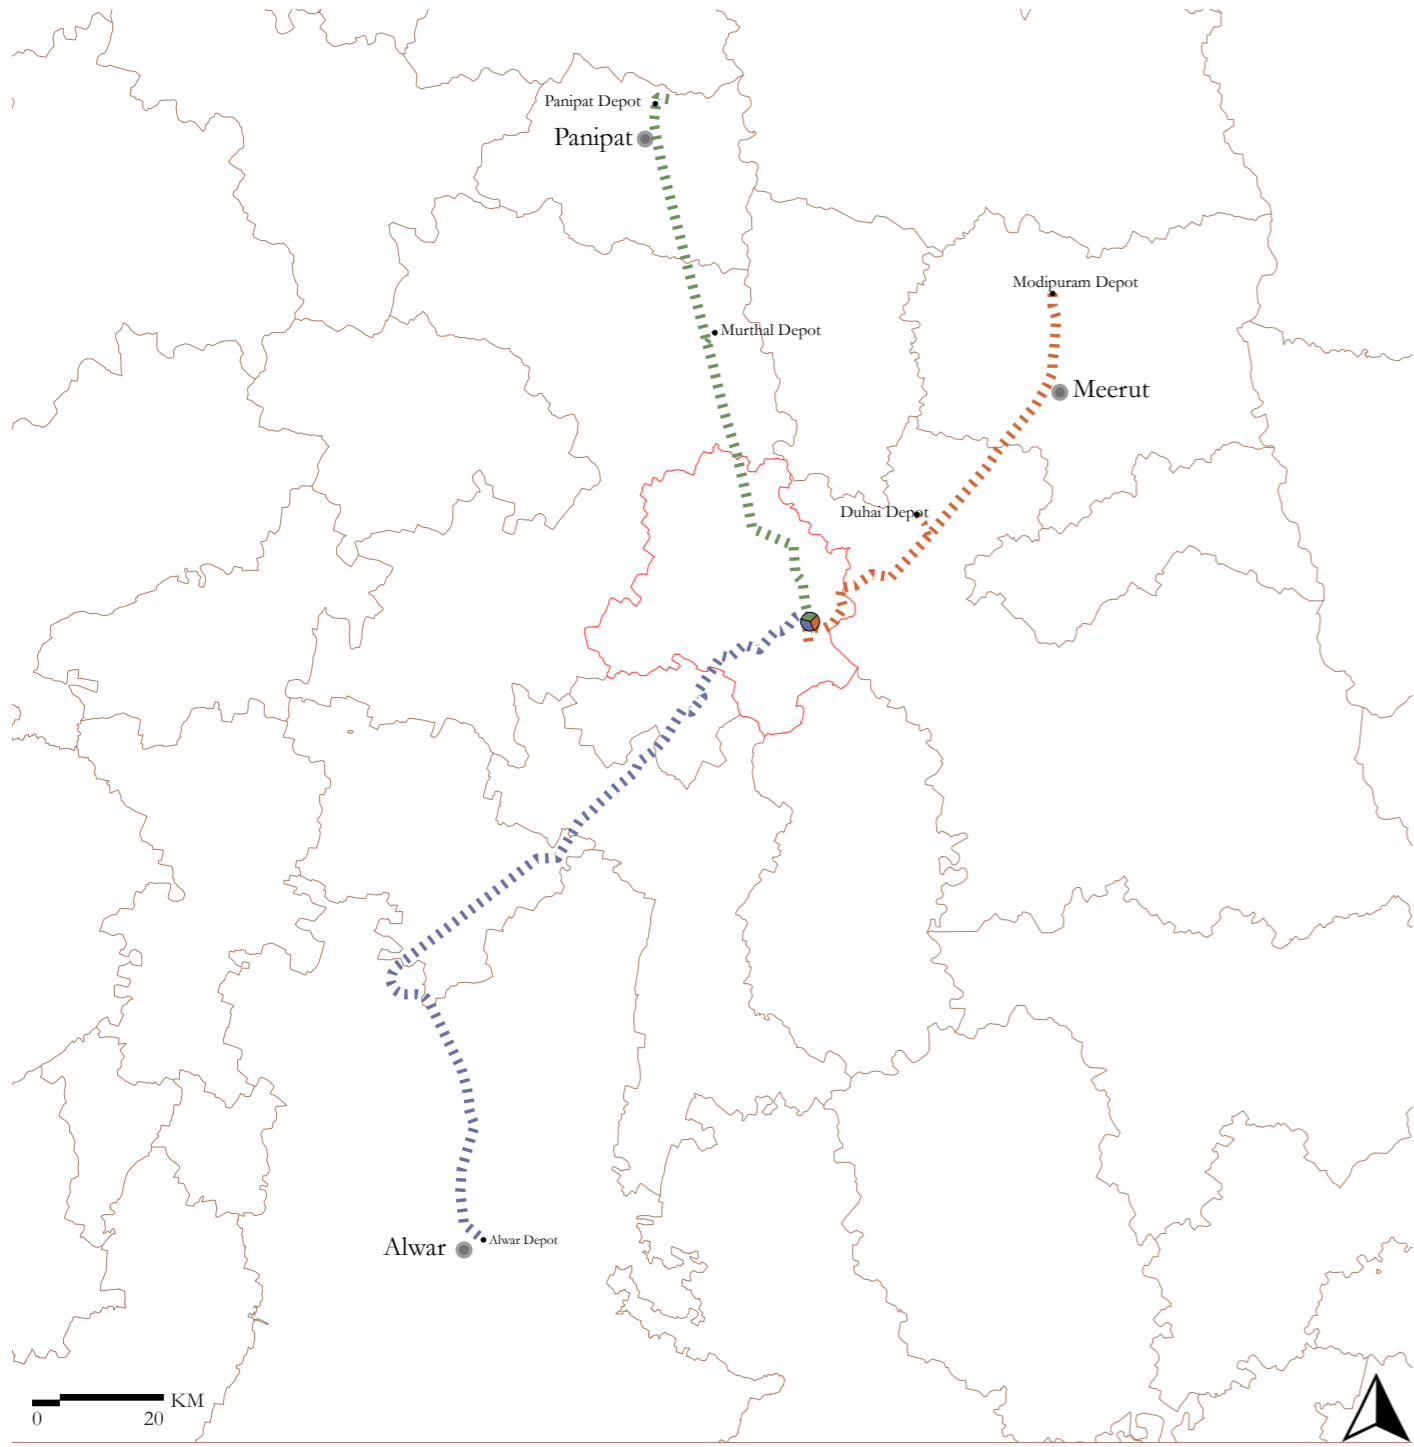 Panipat Depot
Panipat
Modipuram Depot
Murthal Depot
Meerut
Duhai Depot
Alwar
Alwar Depot
KM
0 20